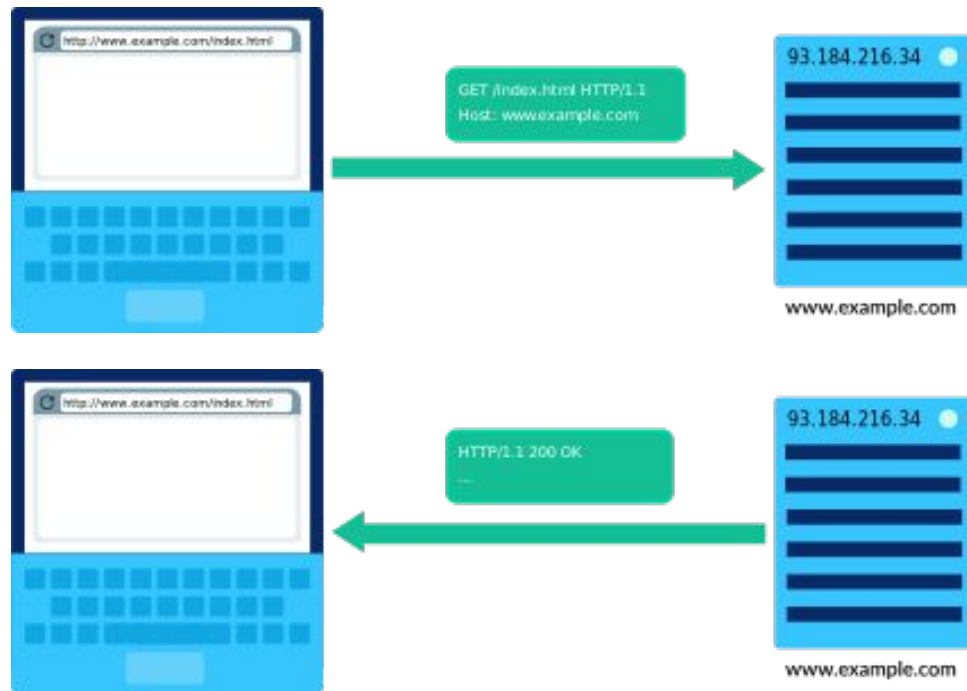 http://www.example.com/index.html
GET /index.html HTTP/1.1
Host: www.example.com
93.184.216.34
www.example.com
http://www.example.com/index.html
HTTP/1.1 200 OK
...
93.184.216.34
www.example.com